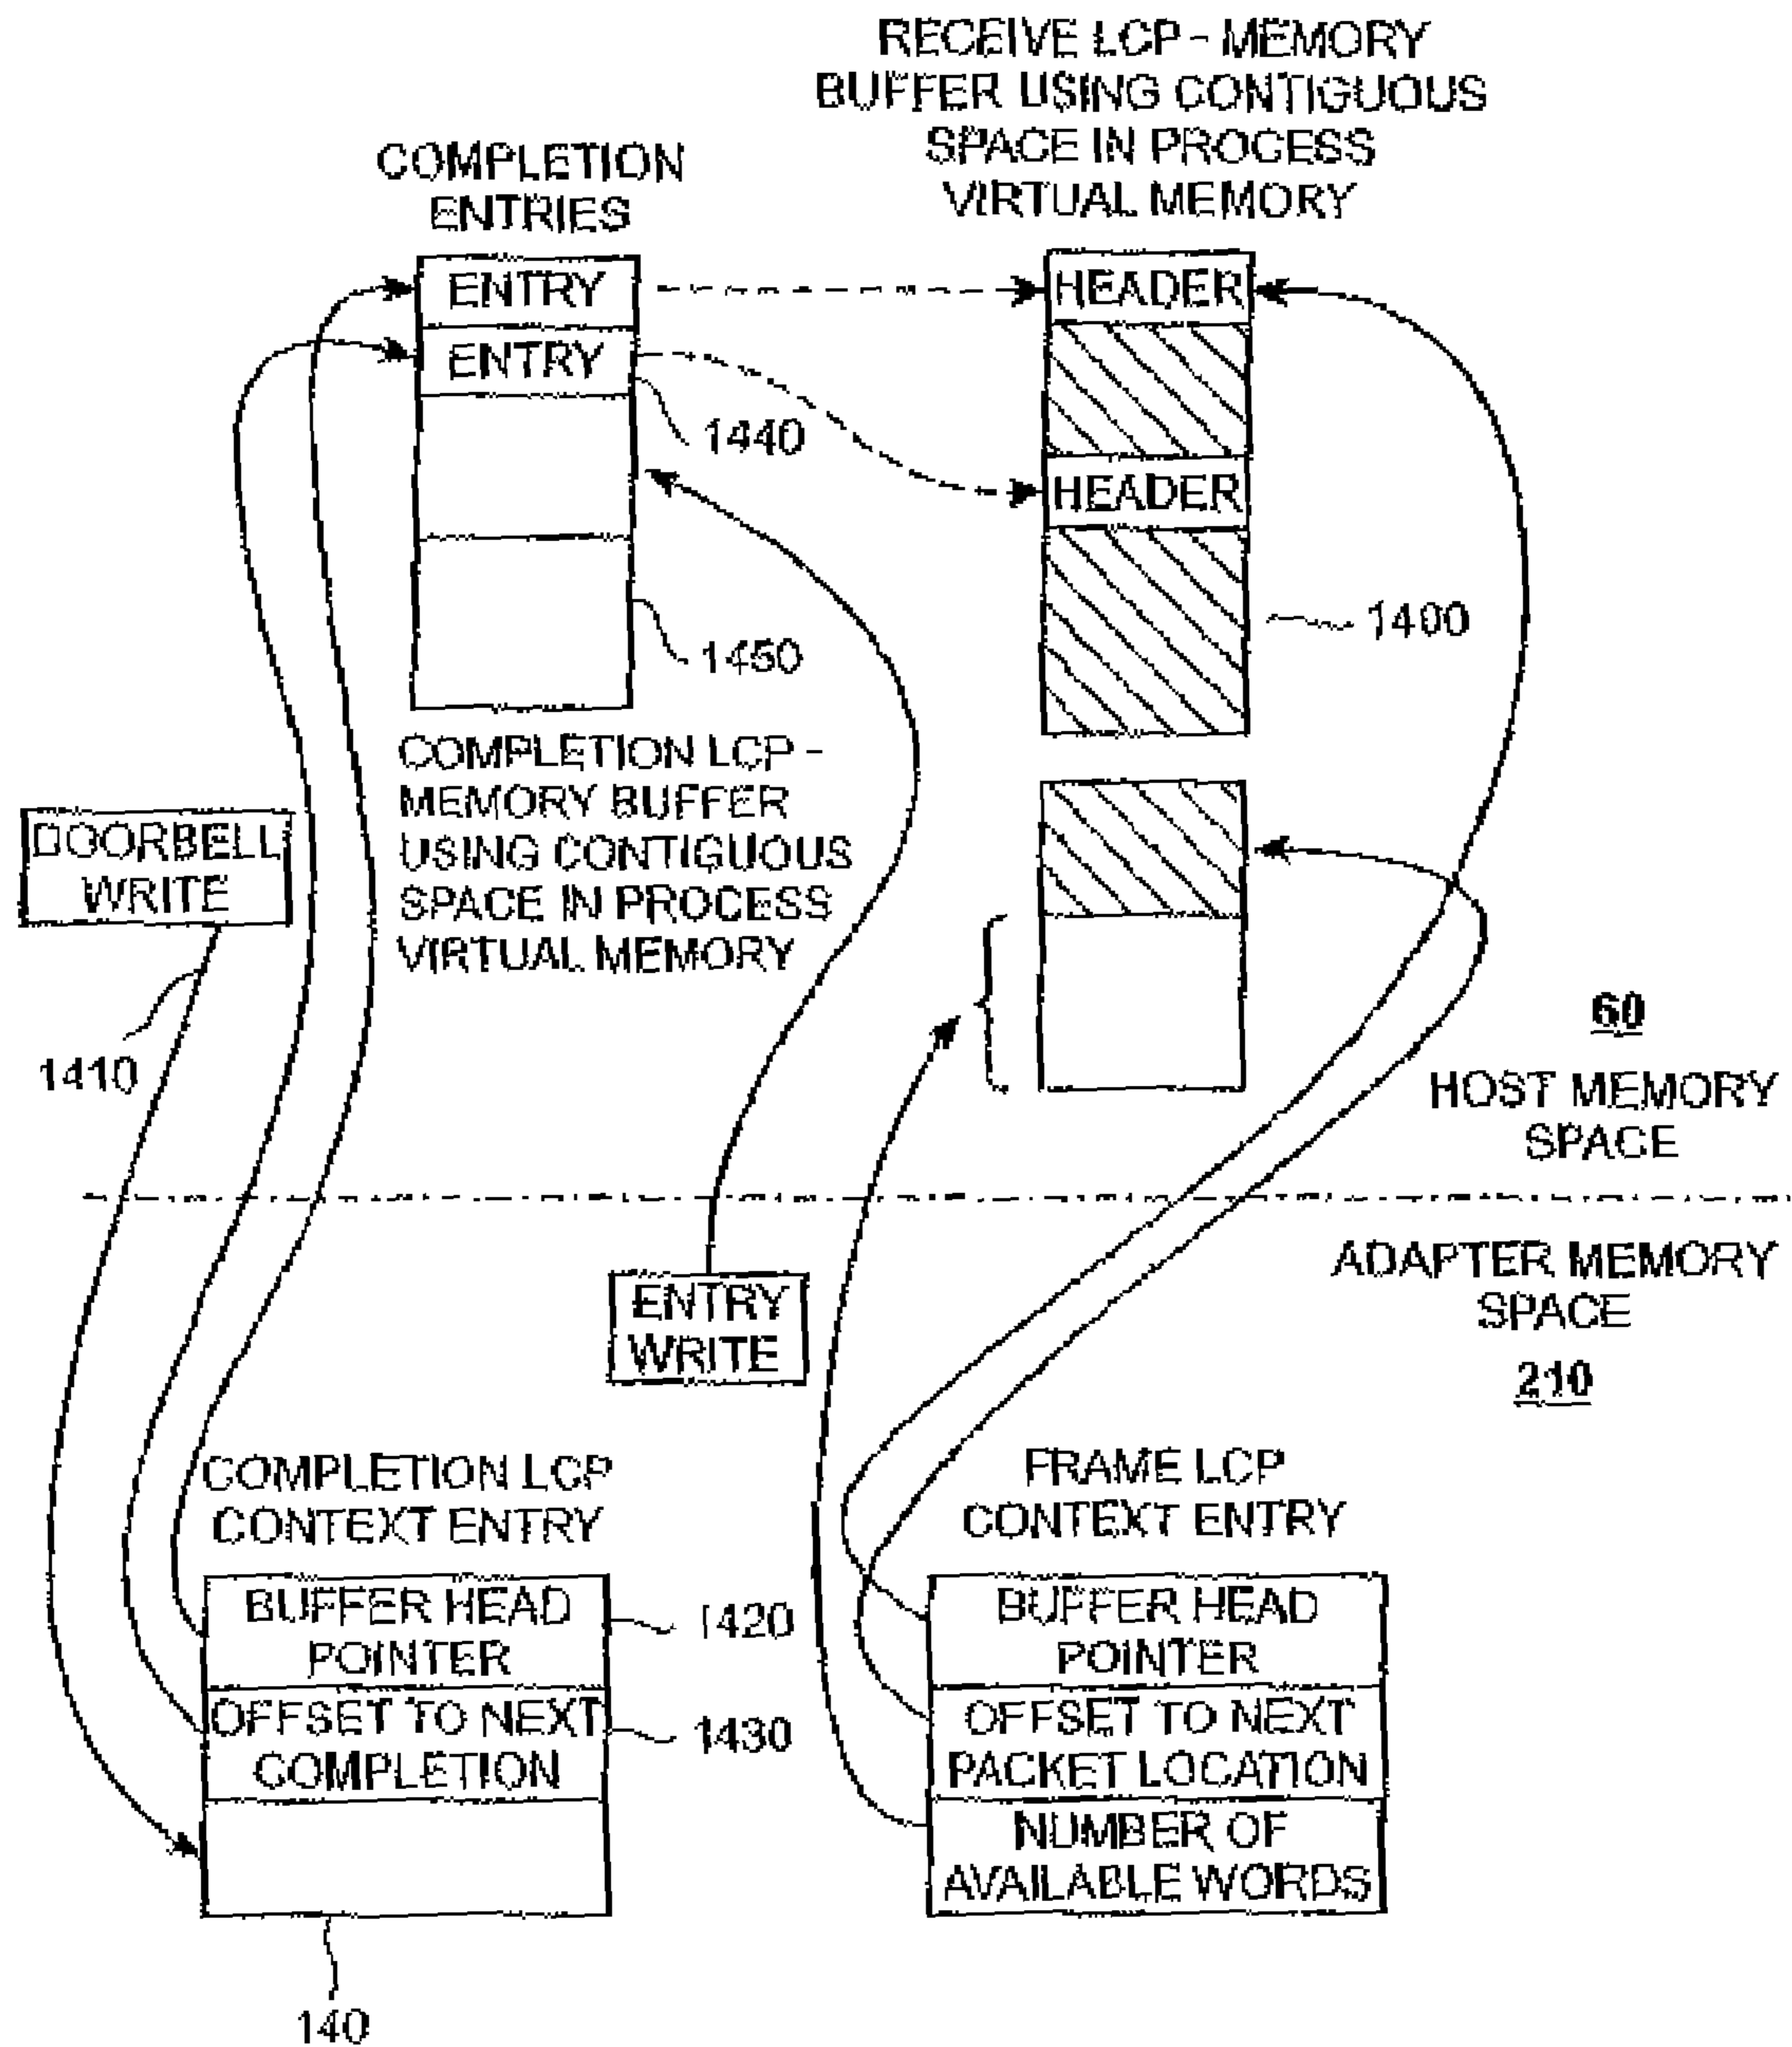 RECEIVE LCP - MEMORY
BUFFER USING CONTIGUOUS
SPACE IN PROCESS
VIRTUAL MEMORY
COMPLETION
ENTRIES
ENTRY
HEADER
ENTRY
1440
HEADER
1400
1450
COMPLETION LCP -
MEMORY BUFFER
USING CONTIGUOUS
SPACE IN PROCESS
VIRTUAL MEMORY
DOORBELL
WRITE
1410
60
HOST MEMORY
SPACE
ADAPTER MEMORY
SPACE
210
ENTRY
WRITE
COMPLETION LCP
CONTEXT ENTRY
BUFFER HEAD
POINTER
1420
OFFSET TO NEXT
COMPLETION
1430
140
FRAME LCP
CONTEXT ENTRY
BUFFER HEAD
POINTER
OFFSET TO NEXT
PACKET LOCATION
NUMBER OF
AVAILABLE WORDS